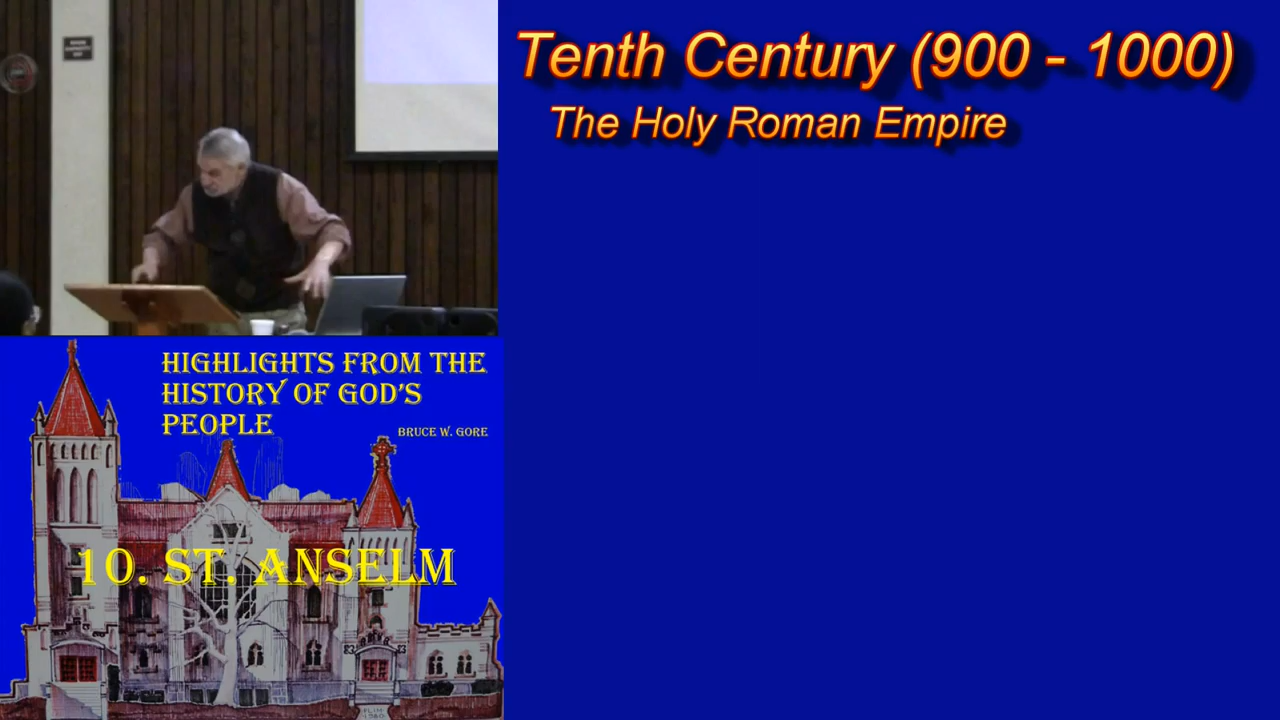 Tenth Century (900 - 1000)
The Holy Roman Empire
HIGHLIGHTS FROM THE
HISTORY OF GOD'S
PEOPLE
BRUCE W. GORE
10. ST. ANSELM